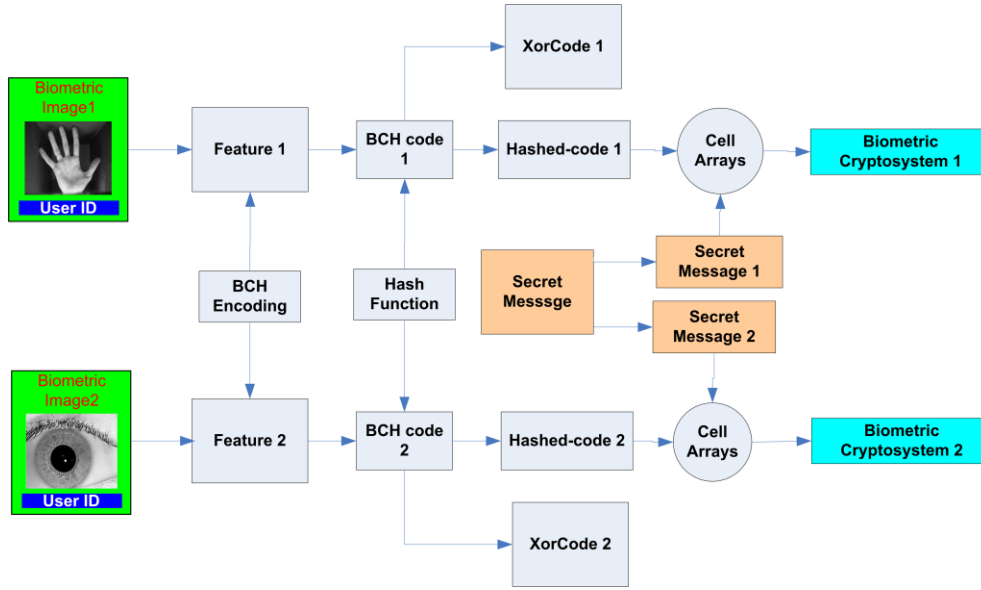 XorCode 1
Biometric
Image1
User ID
Feature 1
BCH code
1
Hashed-code 1
Cell
Arrays
Biometric
Cryptosystem 1
BCH
Encoding
Hash
Function
Secret
Messsge
Secret
Message 1
Secret
Message 2
Biometric
Image2
User ID
Feature 2
BCH code
2
Hashed-code 2
Cell
Arrays
Biometric
Cryptosystem 2
XorCode 2